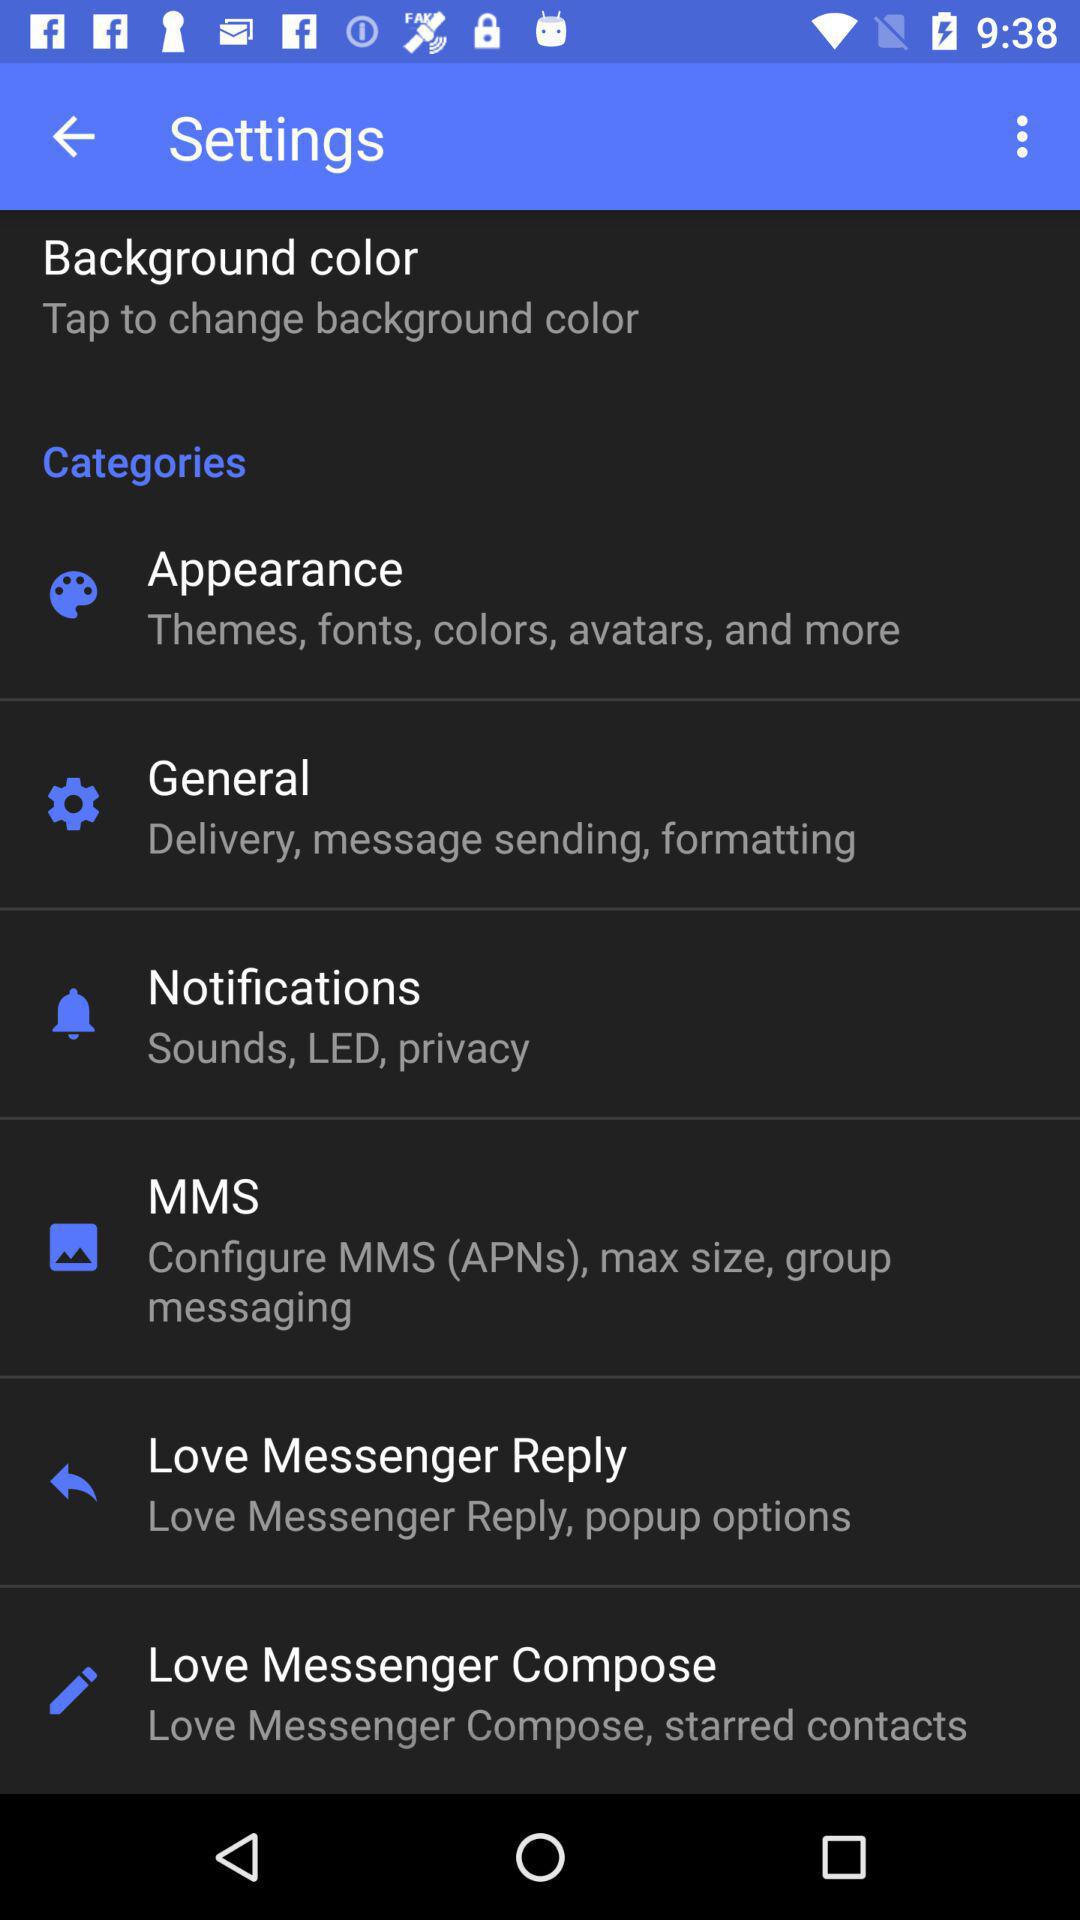 FAKE
9:38
Settings
Background color
Tap to change background color
Categories
Appearance
Themes, fonts, colors, avatars, and more
General
Delivery, message sending, formatting
Notifications
Sounds, LED, privacy
MMS
Configure MMS (APNs), max size, group
messaging
Love Messenger Reply
Love Messenger Reply, popup options
Love Messenger Compose
Love Messenger Compose, starred contacts